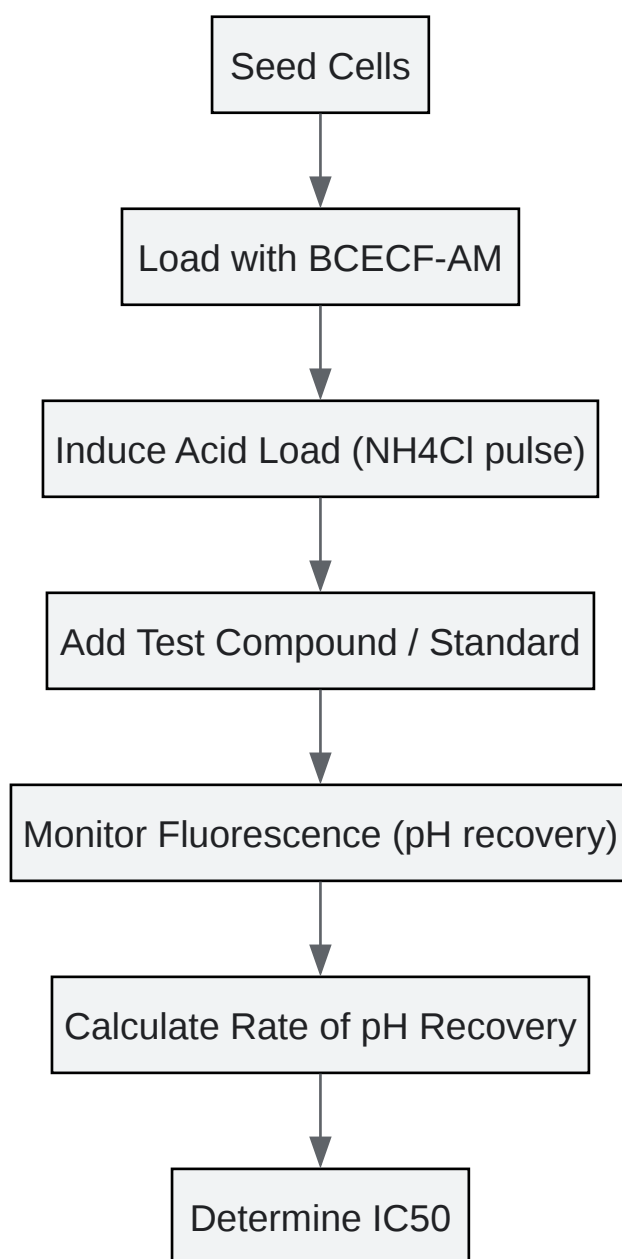 Seed Cells
Load with BCECF-AM
Induce Acid Load (NH4Cl pulse)
Add Test Compound / Standard
Monitor Fluorescence (pH recovery)
Calculate Rate of pH Recovery
Determine IC50